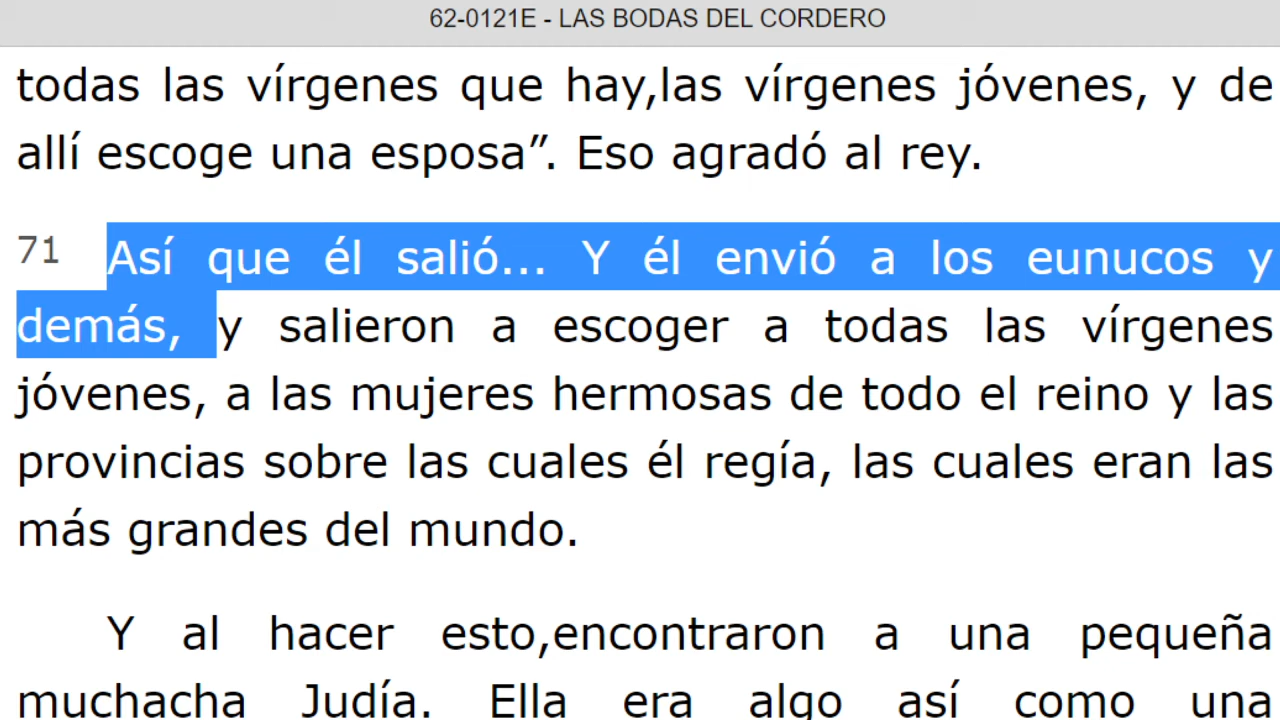 62-0121E - LAS BODAS DEL CORDERO
todas las vírgenes que hay,las vírgenes jóvenes, y de
allí escoge una esposa”. Eso agradó al rey.
71 Así que él salió... Y él envió a los eunucos y
demás, y salieron a escoger a todas las vírgenes
jóvenes, a las mujeres hermosas de todo el reino y las
provincias sobre las cuales él regía, las cuales eran las
más grandes del mundo.
Y al hacer esto,encontraron a una pequeña
muchacha Judía. Ella era algo así como una